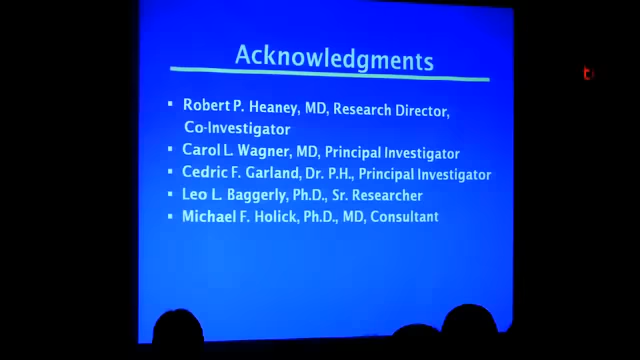 Acknowledgments
▪ Robert P. Heaney, MD, Research Director,
Co-Investigator
▪ Carol L. Wagner, MD, Principal Investigator
▪ Cedric F. Garland, Dr. P.H., Principal Investigator
▪ Leo L. Baggerly, Ph.D., Sr. Researcher
▪ Michael F. Holick, Ph.D., MD, Consultant